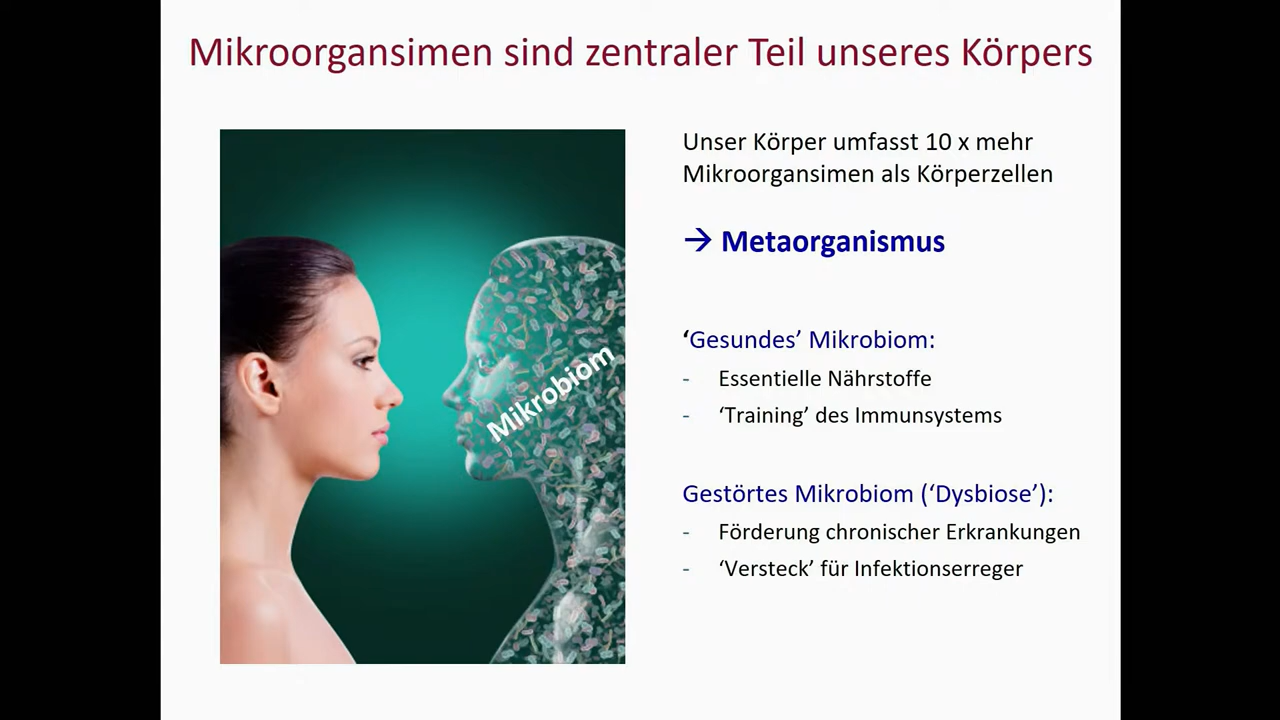 Mikroorgansimen sind zentraler Teil unseres Körpers
Unser Körper umfasst 10 x mehr
Mikroorgansimen als Körperzellen
→ Metaorganismus
‘Gesundes’ Mikrobiom:
- Essentielle Nährstoffe
- ‘Training’ des Immunsystems
Gestörtes Mikrobiom (‘Dysbiose’):
- Förderung chronischer Erkrankungen
- ‘Versteck’ für Infektionserreger
Mikrobiom